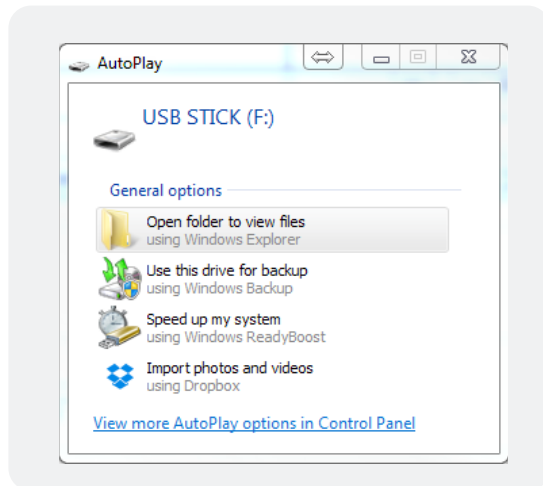 AutoPlay
USB STICK (F:)
General options
Open folder to view files
using Windows Explorer
Use this drive for backup
using Windows Backup
Speed up my system
using Windows ReadyBoost
Import photos and videos
using Dropbox
View more AutoPlay options in Control Panel